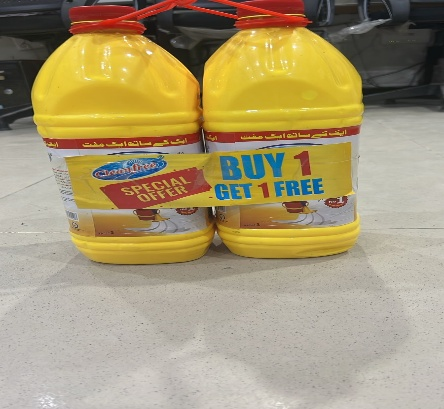 ایک کے ساتھ ایک مفت
ایک کے ساتھ ایک مفت
SPECIAL
OFFER
BUY 1
GET 1 FREE